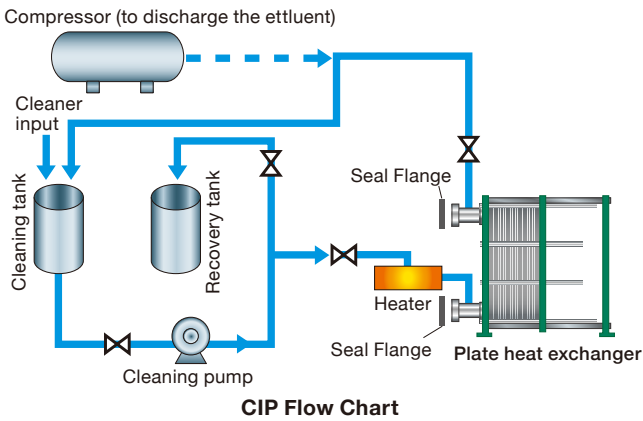 Compressor (to discharge the ettluent)
Cleaner
input
Cleaning tank
Recovery tank
Seal Flange
Heater
Seal Flange
Plate heat exchanger
Cleaning pump
CIP Flow Chart